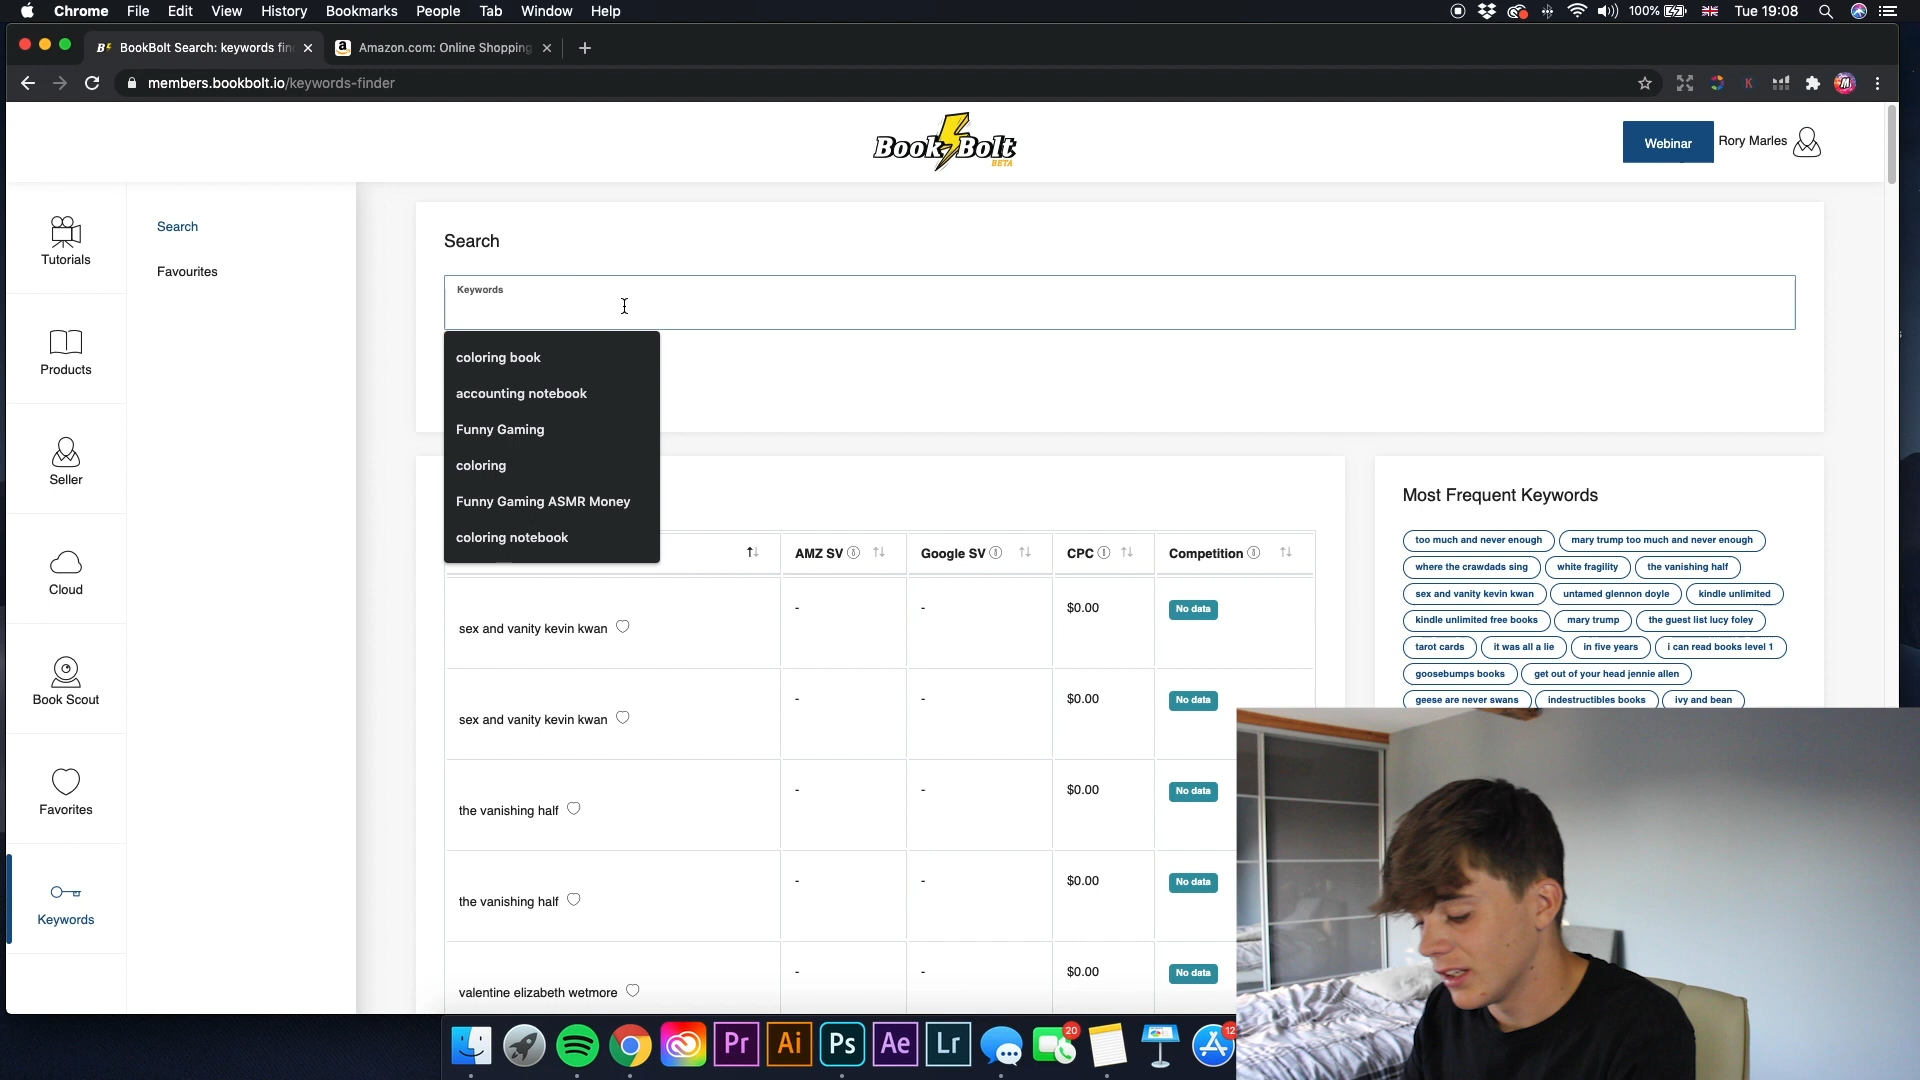 Chrome File Edit View History Bookmarks People Tab Window Help 100% Tue 19:08
BookBolt Search: keywords fin Amazon.com: Online Shopping
members.bookbolt.io/keywords-finder
BookBolt BETA
Webinar Rory Marles
Tutorials
Products
Seller
Cloud
Book Scout
Favorites
Keywords
Search
Favourites
Search
Keywords
coloring book
accounting notebook
Funny Gaming
coloring
Funny Gaming ASMR Money
coloring notebook
AMZ SV Google SV CPC Competition
sex and vanity kevin kwan - - $0.00 No data
sex and vanity kevin kwan - - $0.00 No data
the vanishing half - - $0.00 No data
the vanishing half - - $0.00 No data
valentine elizabeth wetmore - - $0.00 No data
Most Frequent Keywords
too much and never enough mary trump too much and never enough
where the crawdads sing white fragility the vanishing half
sex and vanity kevin kwan untamed glennon doyle kindle unlimited
kindle unlimited free books mary trump the guest list lucy foley
tarot cards it was all a lie in five years i can read books level 1
goosebumps books get out of your head jennie allen
geese are never swans indestructibles books ivy and bean
Pr Ai Ps Ae Lr 20 12